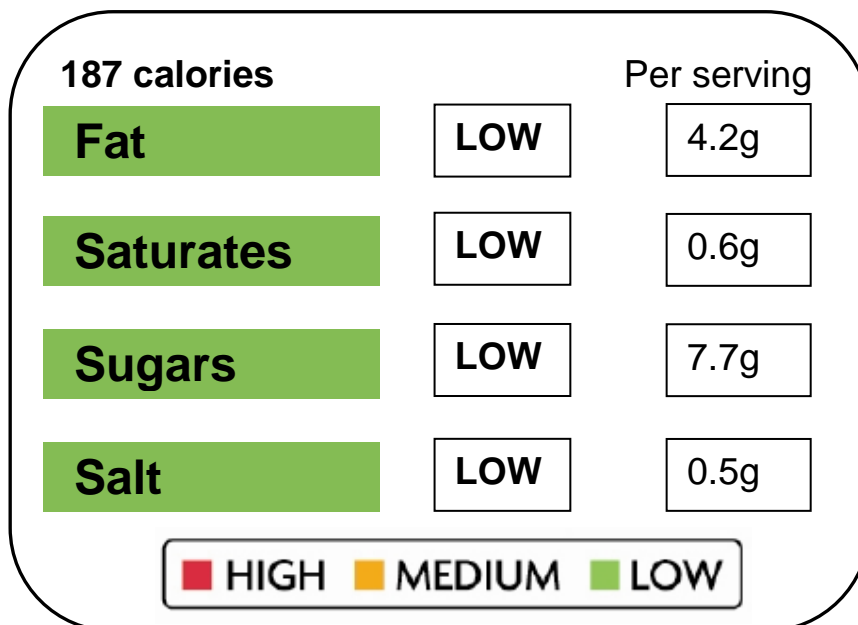 187 calories Per serving
Fat LOW 4.2g
Saturates LOW 0.6g
Sugars LOW 7.7g
Salt LOW 0.5g
HIGH MEDIUM LOW